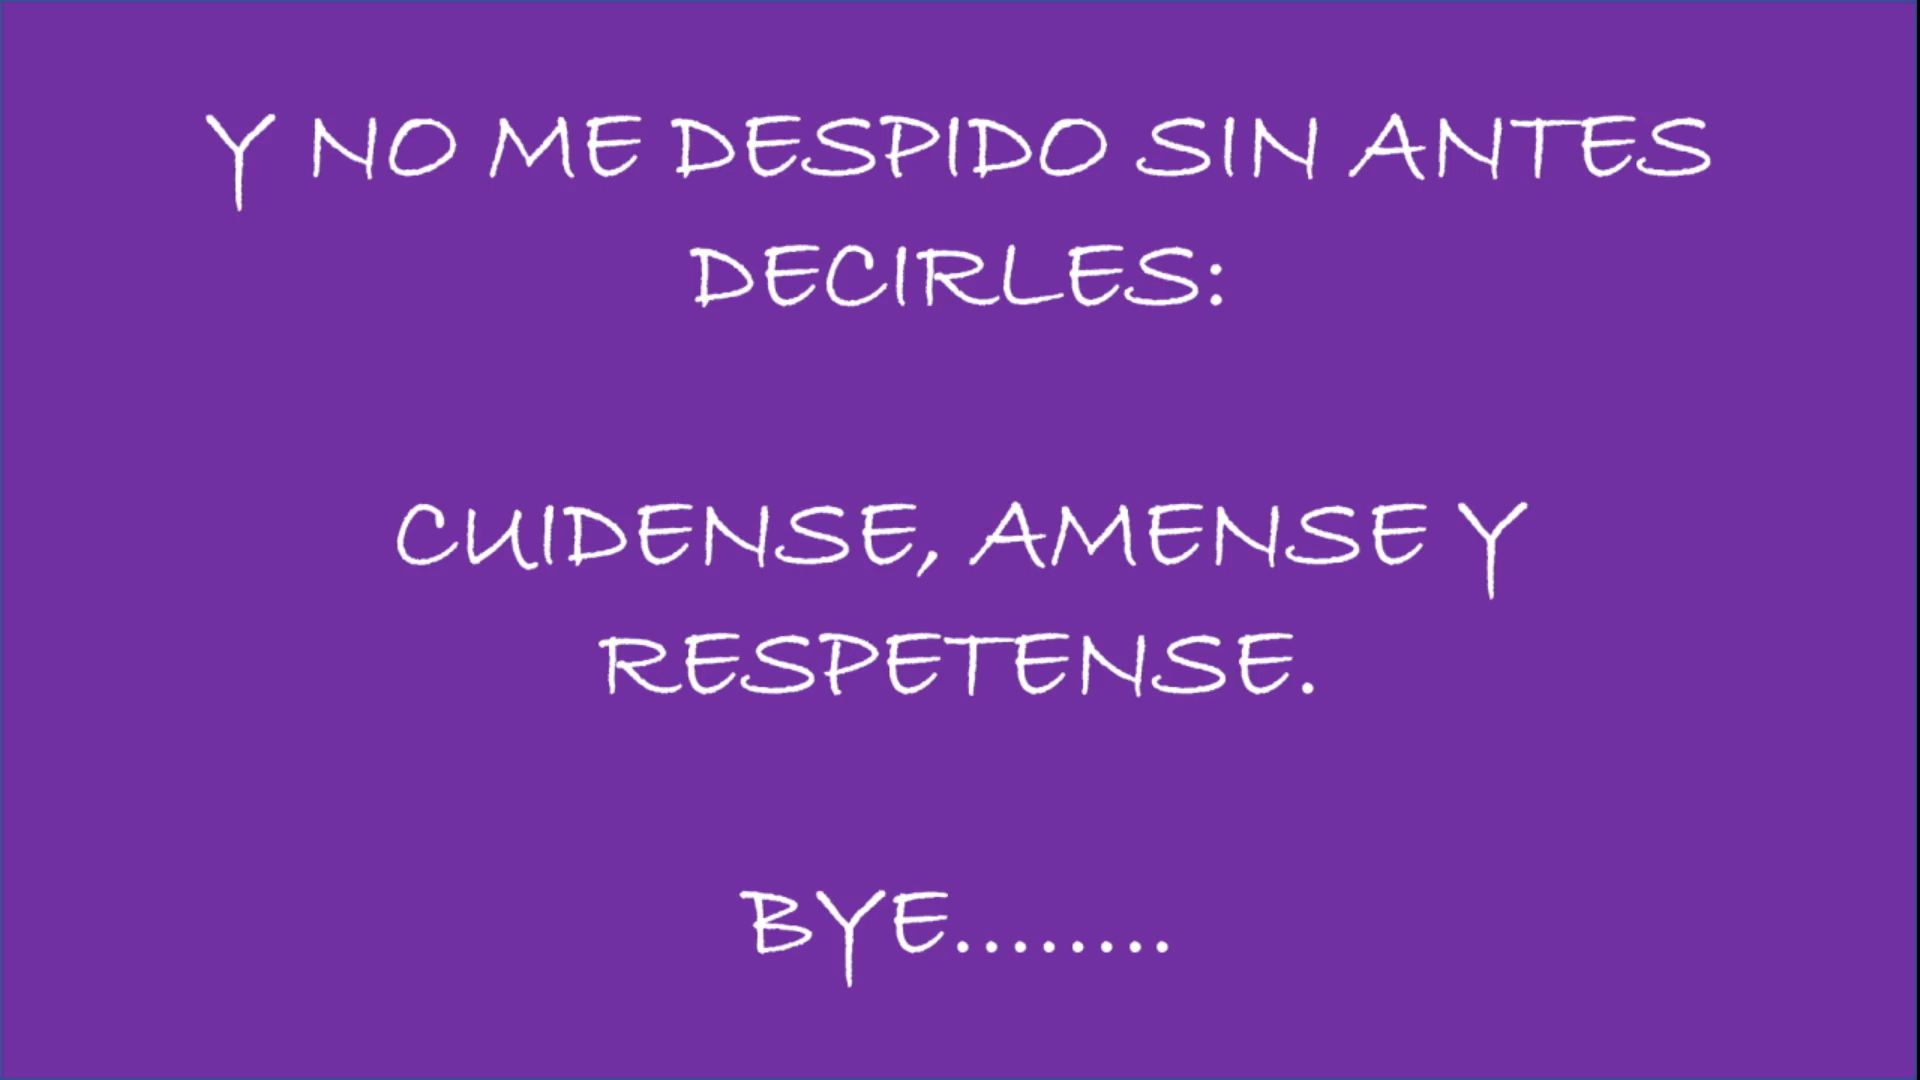 Y NO ME DESPIDO SIN ANTES
DECIRLES:
CUIDENSE, AMENSE Y
RESPETENSE.
BYE........